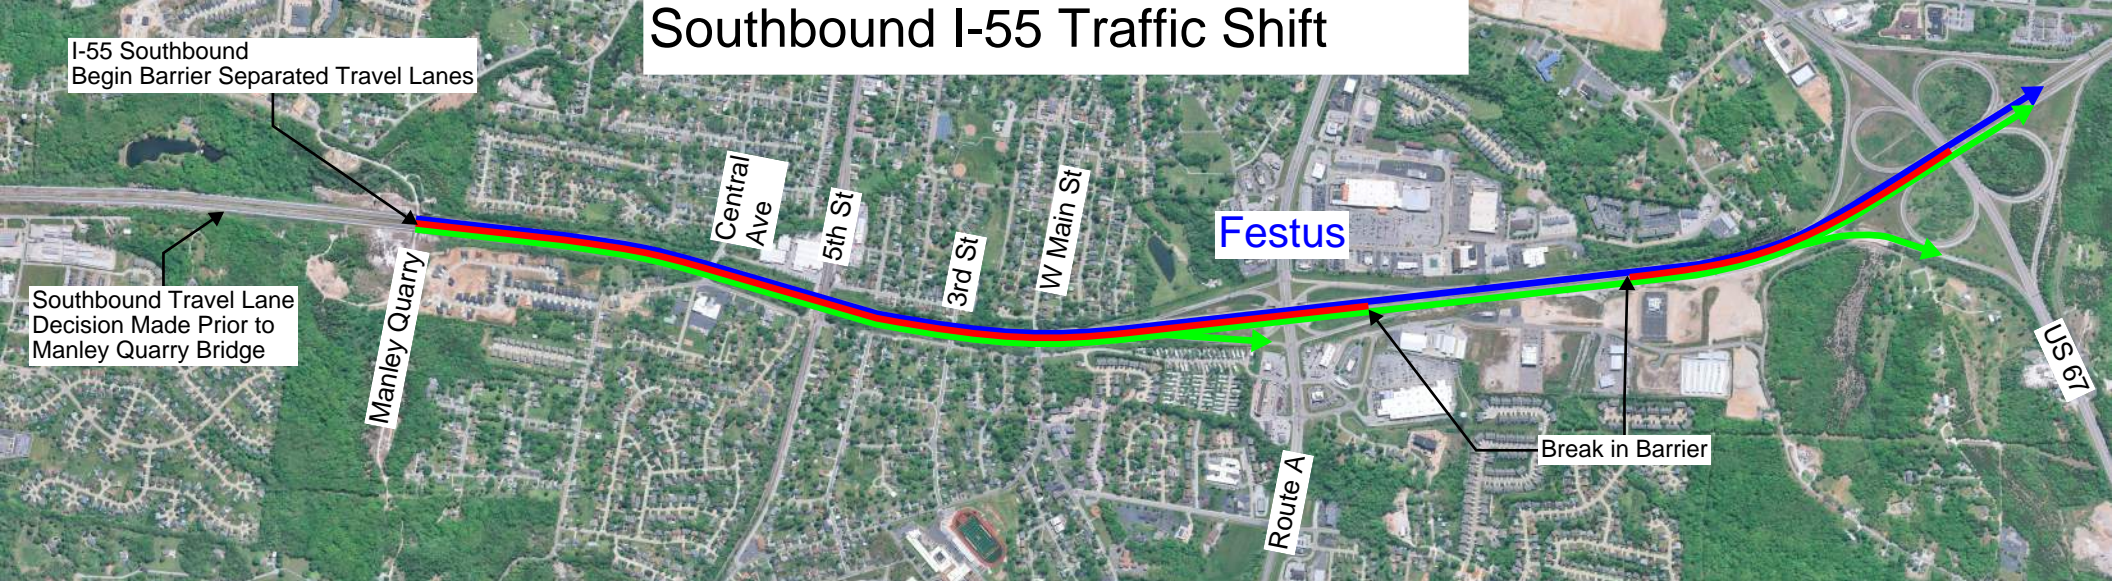 Southbound I-55 Traffic Shift
I-55 Southbound
Begin Barrier Separated Travel Lanes
Southbound Travel Lane
Decision Made Prior to
Manley Quarry Bridge
Manley Quarry
Central
Ave
5th St
3rd St
W Main St
Festus
Route A
Break in Barrier
US 67